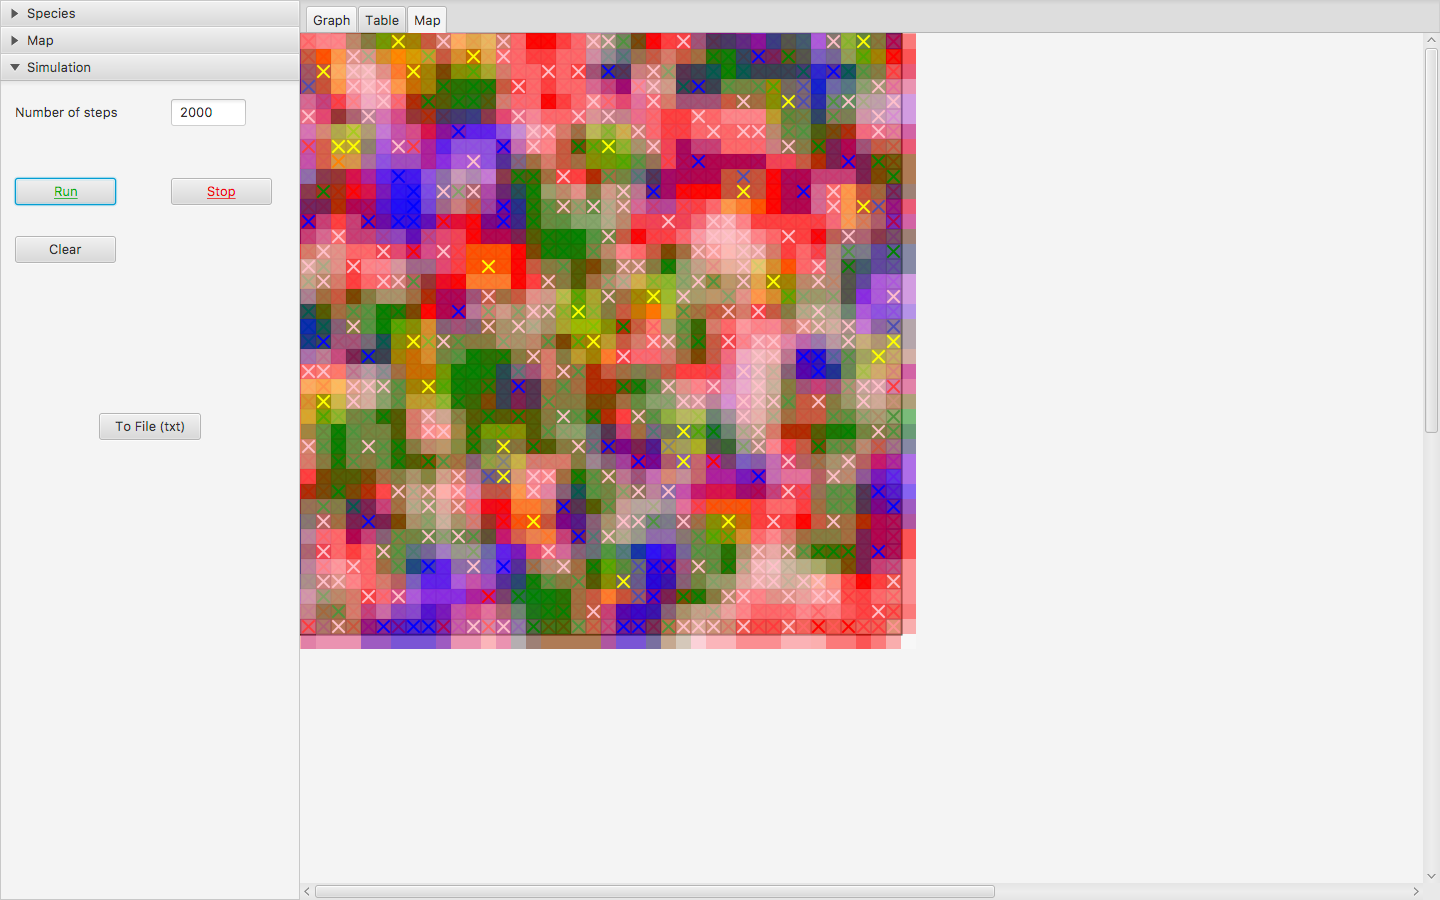 Species
Map
Simulation
Number of steps 2000
Run Stop
Clear
To File (txt)
Graph Table Map